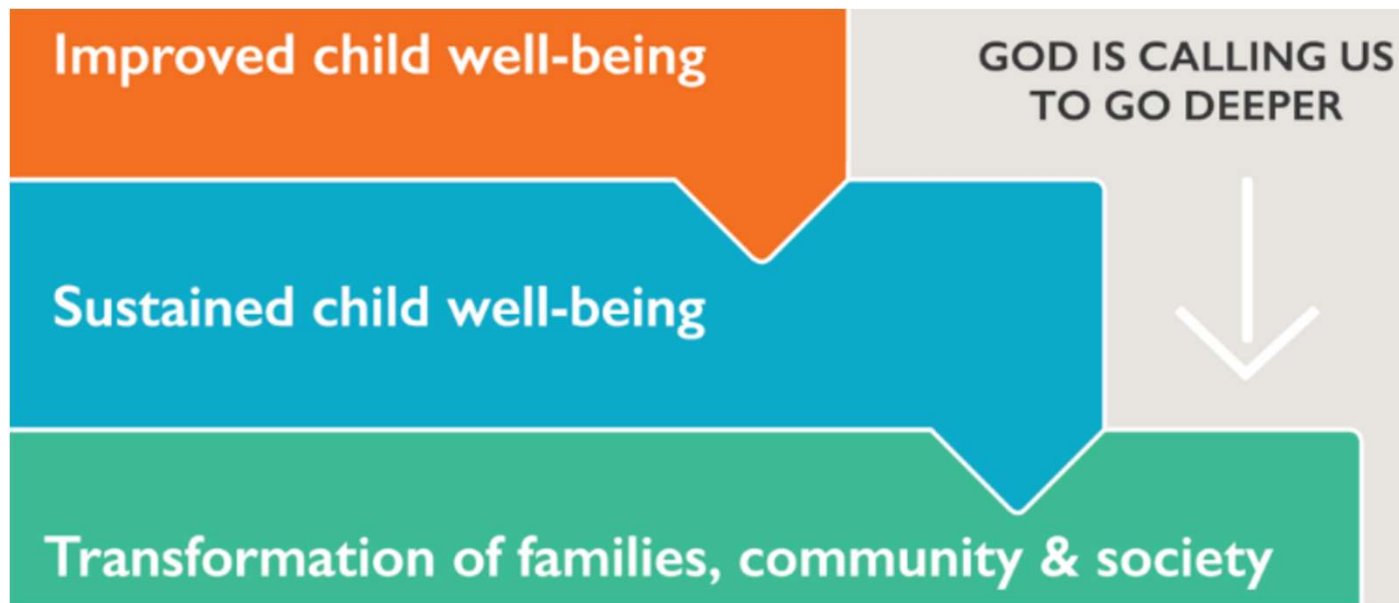 Improved child well-being
GOD IS CALLING US
TO GO DEEPER
Sustained child well-being
Transformation of families, community & society